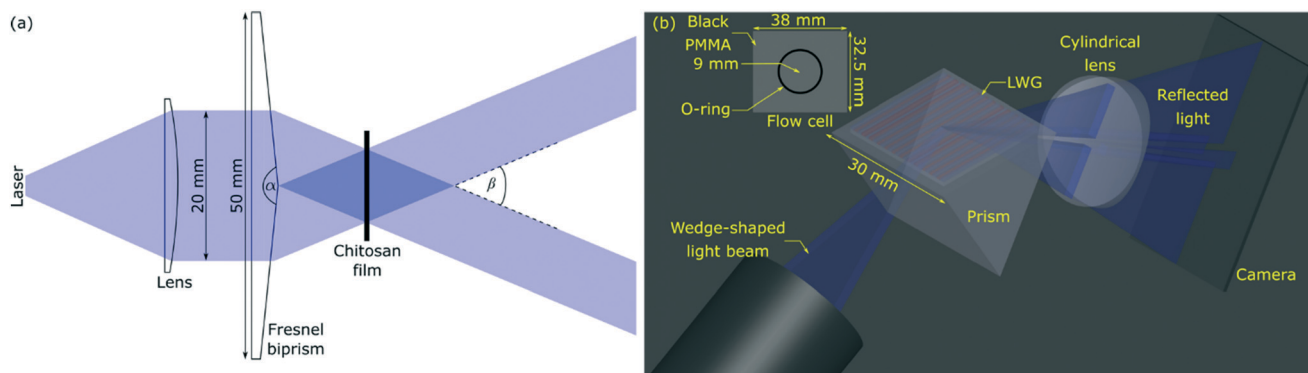 (a)
Laser
20 mm
Lens
50 mm
α
Fresnel
biprism
Chitosan
film
β
(b)
Black
PMMA
9 mm
O-ring
38 mm
32.5 mm
Flow cell
LWG
Cylindrical
lens
Reflected
light
30 mm
Prism
Wedge-shaped
light beam
Camera